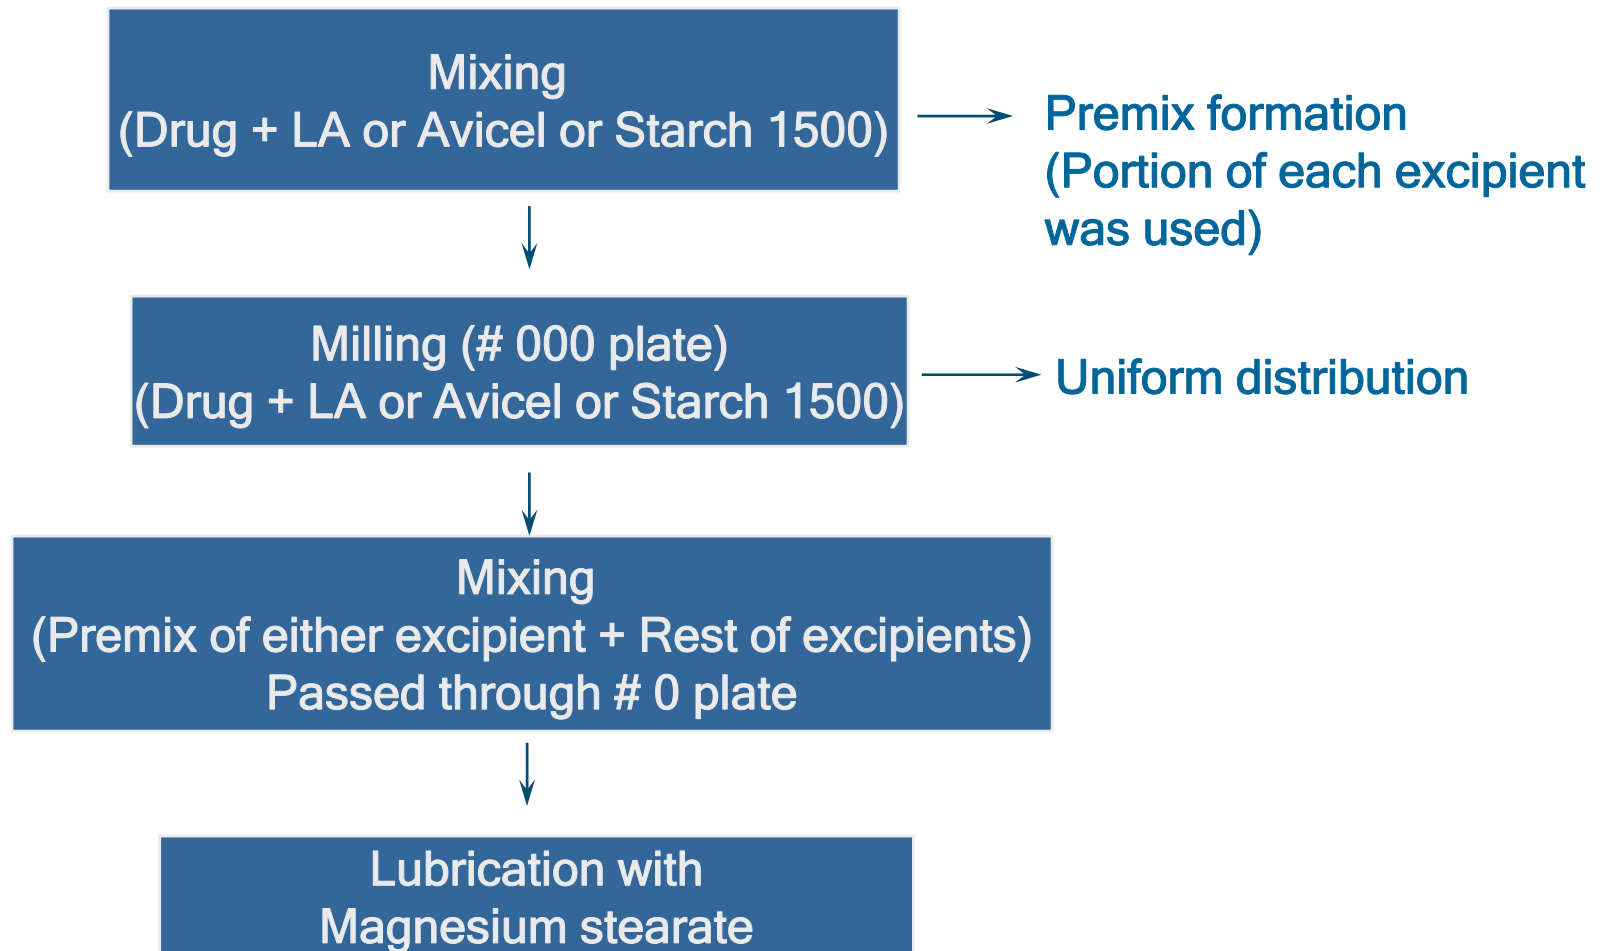 Mixing
(Drug + LA or Avicel or Starch 1500)
Premix formation
(Portion of each excipient
was used)
Milling (# 000 plate)
(Drug + LA or Avicel or Starch 1500)
Uniform distribution
Mixing
(Premix of either excipient + Rest of excipients)
Passed through # 0 plate
Lubrication with
Magnesium stearate